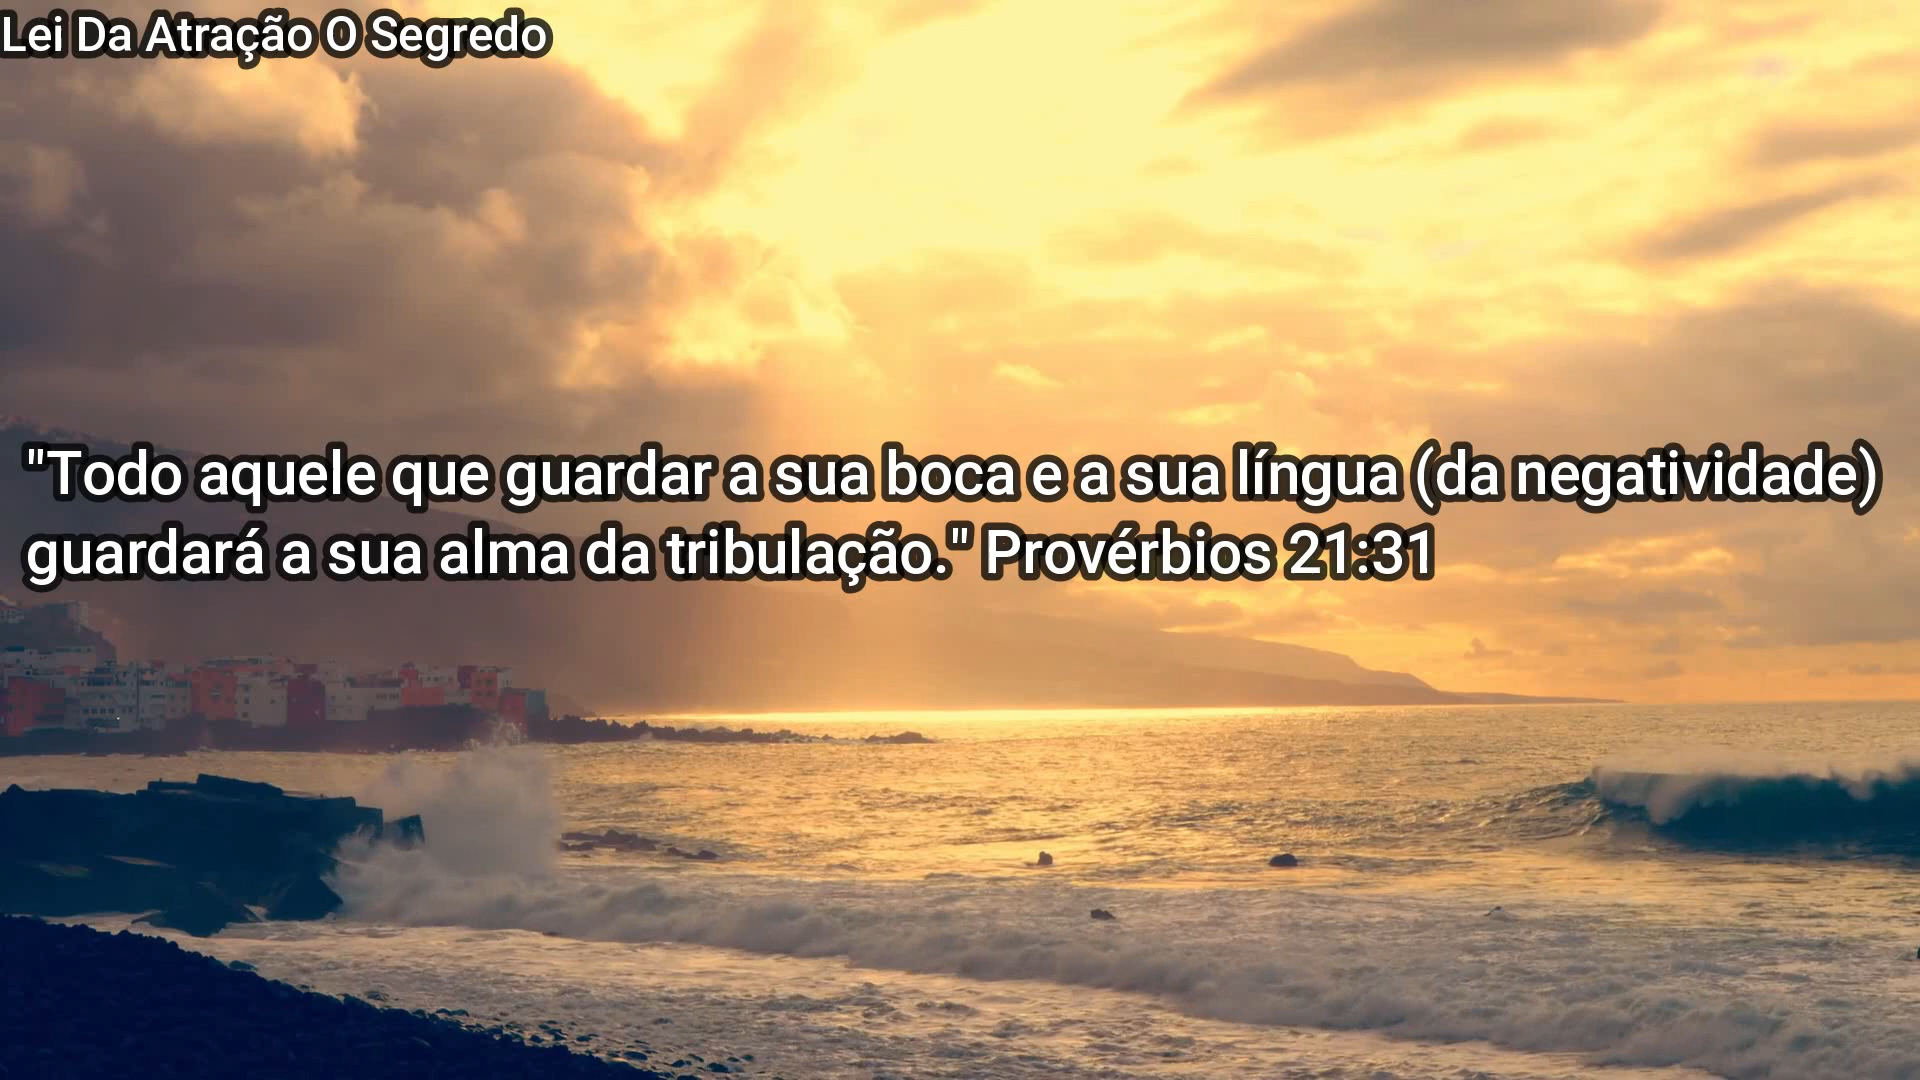 Lei Da Atração O Segredo
"Todo aquele que guardar a sua boca e a sua língua (da negatividade)
guardará a sua alma da tribulação." Provérbios 21:31